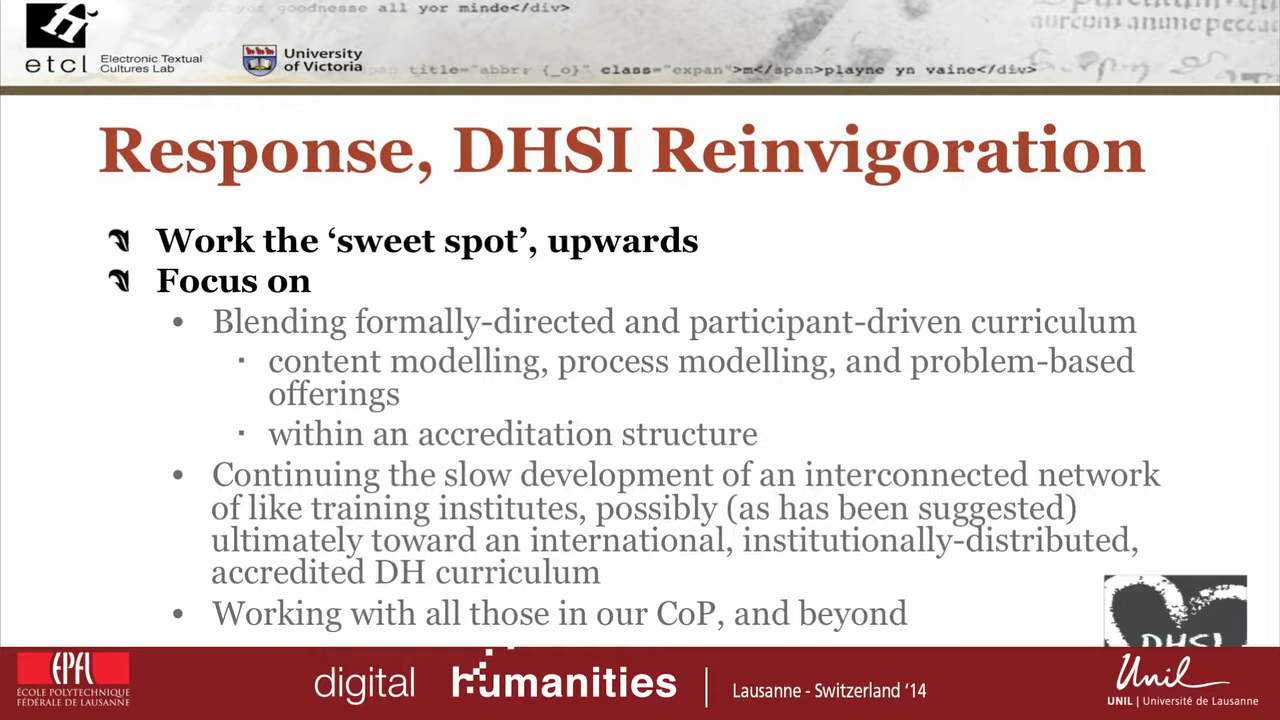 of your goodnesse all yor minde</div>
aurcun anime pecca
etcl Electronic Textual
Cultures Lab
University
of Victoria
title="abbr: {_o}" class="expan">m</span>playne yn vaine</div>
Response, DHSI Reinvigoration
Work the ‘sweet spot’, upwards
Focus on
• Blending formally-directed and participant-driven curriculum
▪ content modelling, process modelling, and problem-based
offerings
▪ within an accreditation structure
• Continuing the slow development of an interconnected network
of like training institutes, possibly (as has been suggested)
ultimately toward an international, institutionally-distributed,
accredited DH curriculum
• Working with all those in our CoP, and beyond
DHSI
EPFL
ÉCOLE POLYTECHNIQUE
FÉDÉRALE DE LAUSANNE
digital humanities | Lausanne - Switzerland ‘14
Unil
UNIL | Université de Lausanne